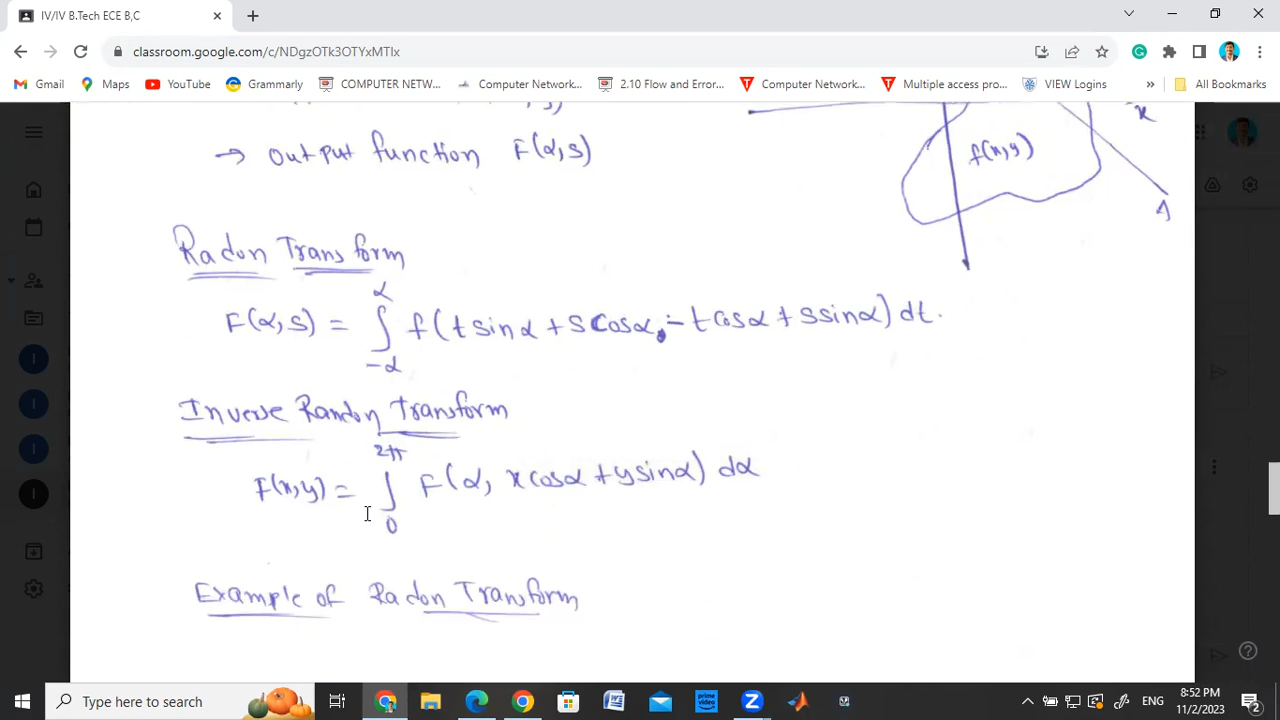 IV/IV B.Tech ECE B,C
classroom.google.com/c/NDgzOTk3OTYxMTIx
Gmail Maps YouTube Grammarly COMPUTER NETW... Computer Network... 2.10 Flow and Error... Computer Network... Multiple access pro... VIEW Logins » All Bookmarks
x
→ output function F(α,s)
f(x,y)
A
Radon Transform
F(α,s) = ∫_{-α}^{α} f(t sinα + s cosα, -t cosα + s sinα) dt.
Inverse Randon Transform
F(x,y) = ∫_{0}^{2π} F(α, x cosα + y sinα) dα
Example of Radon Transform
Type here to search
ENG
8:52 PM
11/2/2023
2